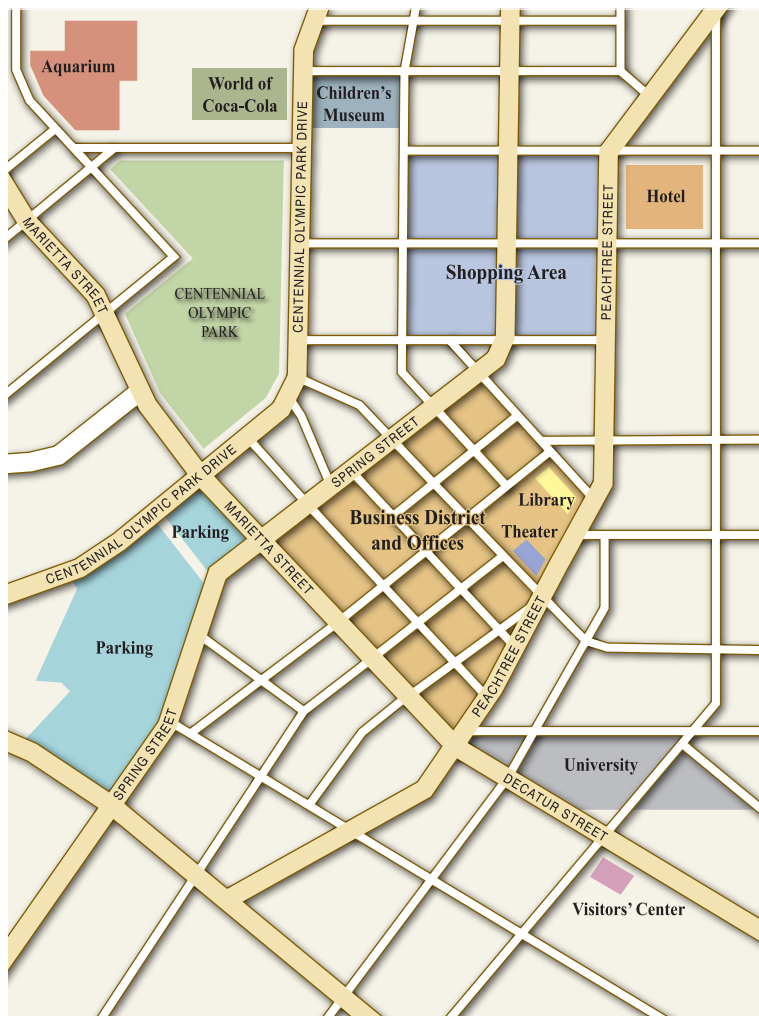 Aquarium
World of
Coca-Cola
Children's
Museum
CENTENNIAL OLYMPIC PARK DRIVE
Hotel
MARIETTA STREET
PEACHTREE STREET
Shopping Area
CENTENNIAL
OLYMPIC
PARK
SPRING STREET
CENTENNIAL OLYMPIC PARK DRIVE
Library
Business District
and Offices
Theater
Parking
MARIETTA STREET
Parking
PEACHTREE STREET
SPRING STREET
University
DECATUR STREET
Visitors' Center